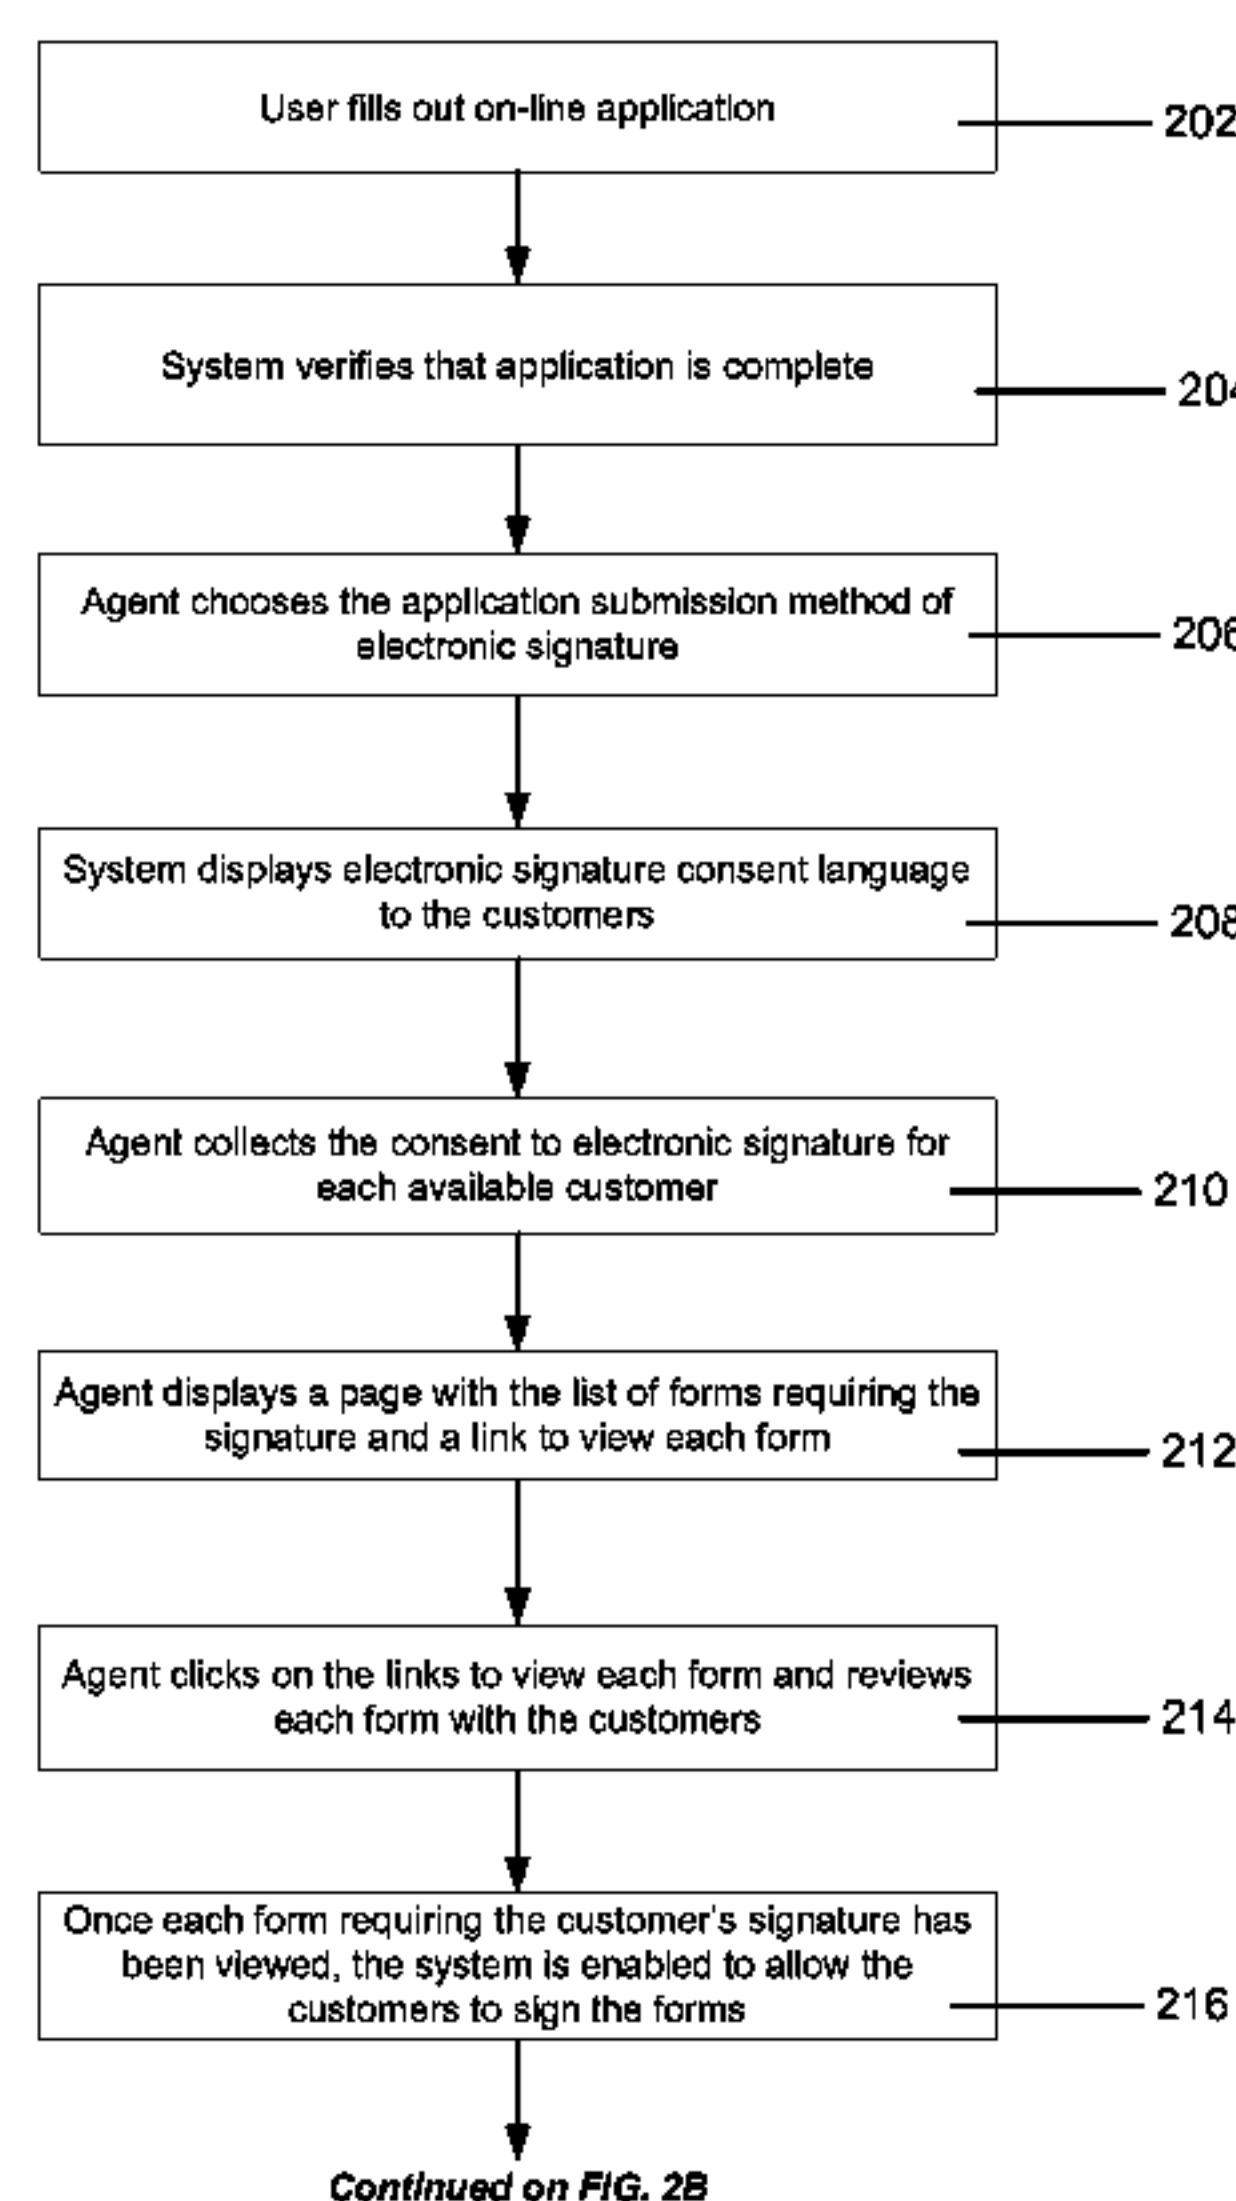 User fills out on-line application
202
System verifies that application is complete
204
Agent chooses the application submission method of
electronic signature
206
System displays electronic signature consent language
to the customers
208
Agent collects the consent to electronic signature for
each available customer
210
Agent displays a page with the list of forms requiring the
signature and a link to view each form
212
Agent clicks on the links to view each form and reviews
each form with the customers
214
Once each form requiring the customer's signature has
been viewed, the system is enabled to allow the
customers to sign the forms
216
Continued on FIG. 2B